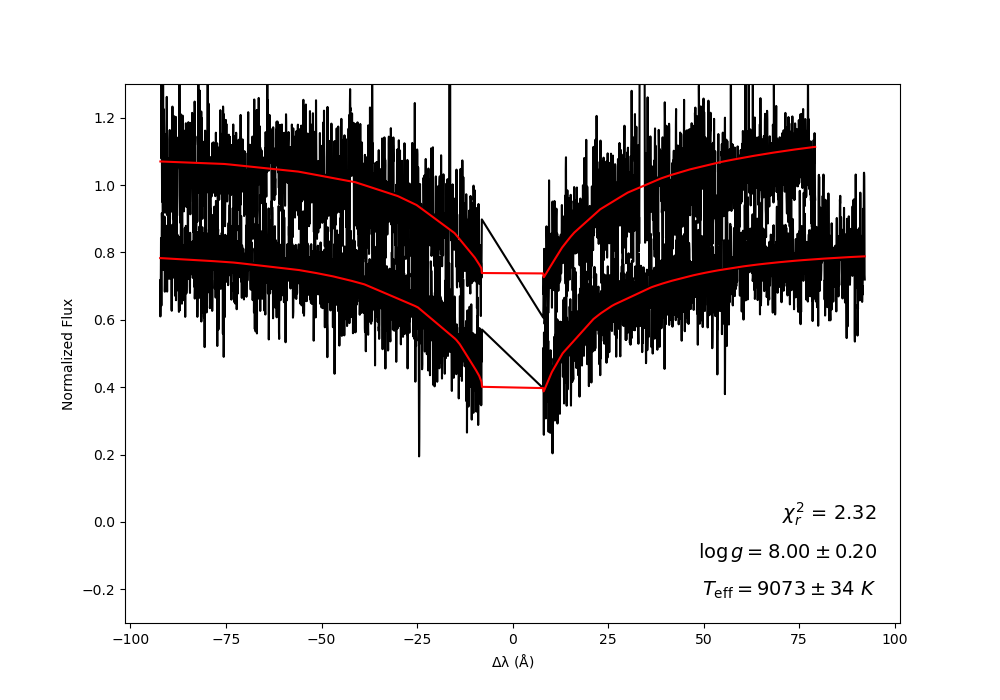 Normalized Flux
1.2
1.0
0.8
0.6
0.4
0.2
0.0
−0.2
χ²ᵣ = 2.32
log g = 8.00 ± 0.20
T_eff = 9073 ± 34 K
−100 −75 −50 −25 0 25 50 75 100
Δλ (Å)